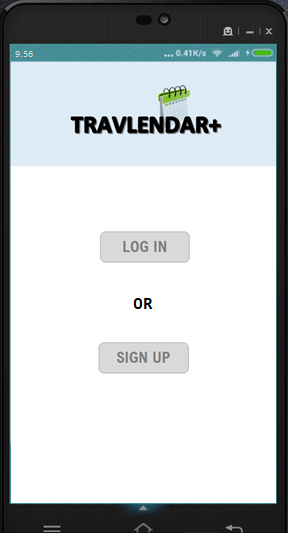 9.56 ... 0.41K/s
TRAVLENDAR+
LOG IN
OR
SIGN UP